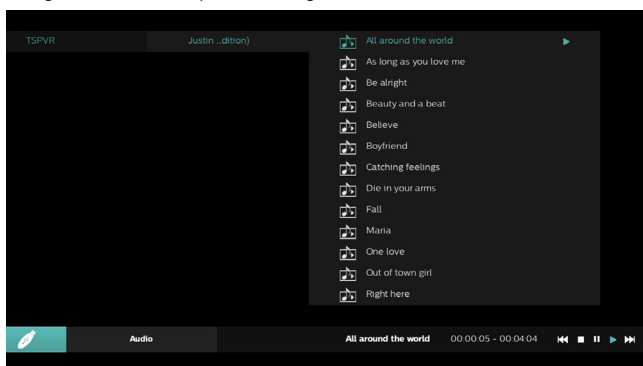 TSPVR
Justin ..dition)
All around the world
As long as you love me
Be alright
Beauty and a beat
Believe
Boyfriend
Catching feelings
Die in your arms
Fall
Maria
One love
Out of town girl
Right here
Audio
All around the world 00:00:05 - 00:04:04